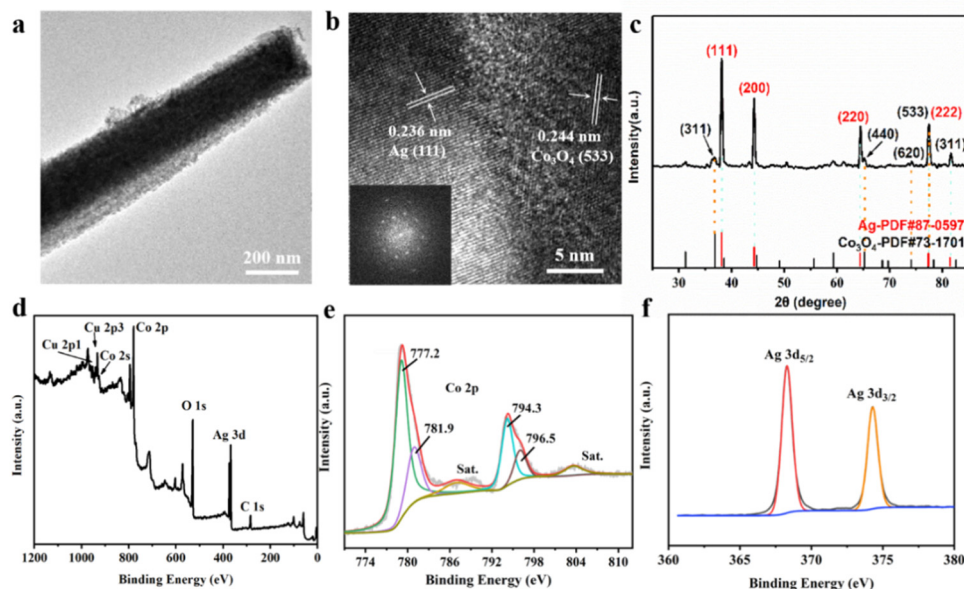 a
200 nm
b
0.236 nm
Ag (111)
0.244 nm
Co₃O₄ (533)
5 nm
c
Intensity(a.u.)
(111)
(200)
(220)
(533)
(222)
(311)
(440)
(620)
(311)
Ag-PDF#87-0597
Co₃O₄-PDF#73-1701
30 40 50 60 70 80
2θ (degree)
d
Intensity (a.u.)
Cu 2p3
Co 2p
Cu 2p1
Co 2s
O 1s
Ag 3d
C 1s
1200 1000 800 600 400 200 0
Binding Energy (eV)
e
Intensity (a.u.)
777.2
Co 2p
794.3
781.9
796.5
Sat.
Sat.
774 780 786 792 798 804 810
Binding Energy (eV)
f
Intensity (a.u.)
Ag 3d₅/₂
Ag 3d₃/₂
360 365 370 375 380
Binding Energy (eV)